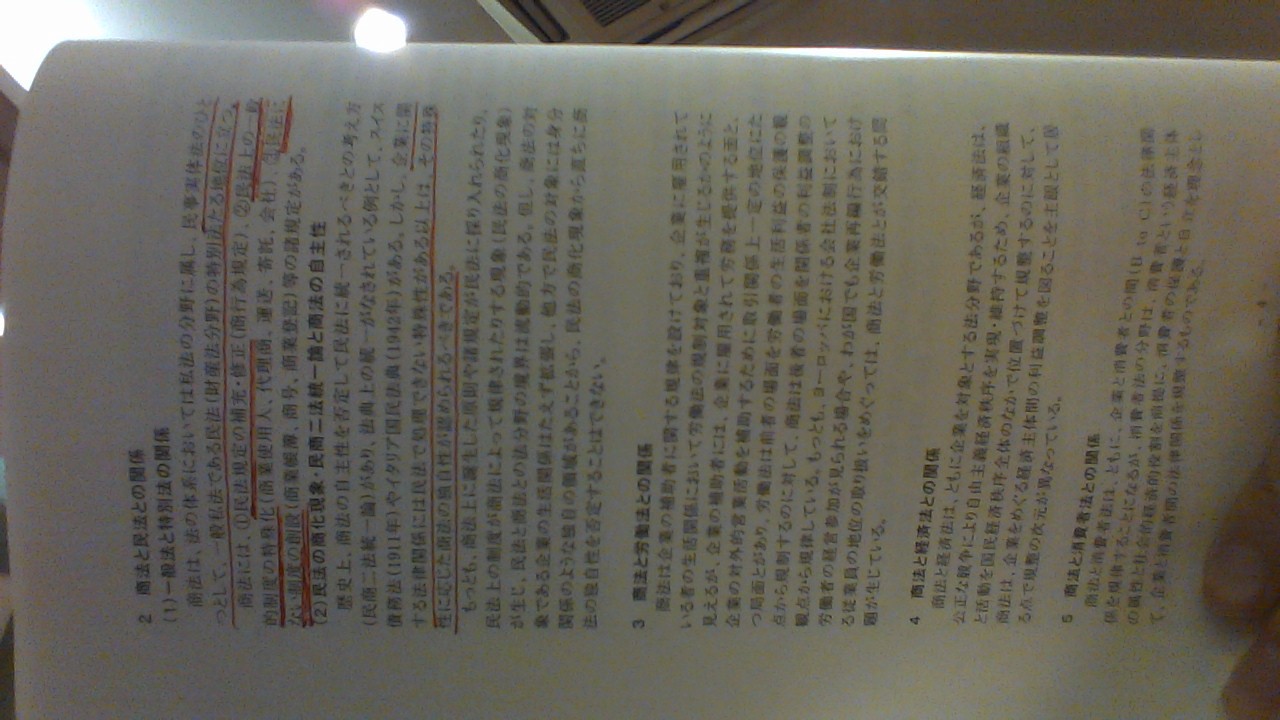 2 商法と民法との関係
(1) 一般法と特別法の関係
商法は、法の体系においては私法の分野に属し、民事実体法のひと
つとして、一般私法である民法(財産法分野)の特別法たる地位に立つ。
商法には、①民法規定の補充・修正(商行為規定)、②民法上の一般
的制度の特殊化(商業使用人、代理商、運送、寄託、会社)、③民法に
ない制度の創設(商業帳簿、商号、商業登記)等の諸規定がある。
(2) 民法の商化現象・民商二法統一論と商法の自主性
歴史上、商法の自主性を否定して民法に統一されるべきとの考え方
(民商二法統一論)があり、法典上の統一がなされている例として、スイス
債務法(1911年)やイタリア国民法典(1942年)がある。しかし、企業に関
する法律関係には民法で処理できない特殊性がある以上は、その特殊
性に応じた商法の独自性が認められるべきである。
もっとも、商法上に誕生した原則や諸規定が民法に採り入れられたり、
民法上の制度が商法によって規律されたりする現象(民法の商化現象)
が生じ、民法と商法との法分野の境界は流動的である。但し、商法の対
象である企業の生活関係はたえず拡張し、他方で民法の対象には身分
関係のような独自の領域があることから、民法の商化現象から直ちに商
法の独自性を否定することはできない。
3 商法と労働法との関係
商法は企業の補助者に関する規律を設けており、企業に雇用されて
いる者の生活関係において労働法の規制対象と重複が生じるかのように
見えるが、企業の補助者には、企業に雇用されて労務を提供する面と、
企業の対外的営業活動を補助するために取引関係上一定の地位にた
つ局面とがあり、労働法は前者の場面を労働者の生活利益の保護の観
点から規制するのに対して、商法は後者の場面を関係者の利益調整の
観点から規律している。もっとも、ヨーロッパにおける会社法制において
労働者の経営参加が見られる場合や、わが国でも企業再編行為におけ
る従業員の地位の取り扱いをめぐっては、商法と労働法とが交錯する問
題が生じている。
4 商法と経済法との関係
商法と経済法は、ともに企業を対象とする法分野であるが、経済法は、
公正な競争により自由主義経済秩序を実現・維持するため、企業の組織
と活動を国民経済秩序全体のなかで位置づけて規整するのに対して、
商法は、企業をめぐる経済主体間の利益調整を図ることを主眼として居
る点で規整の次元が異なっている。
5 商法と消費者法との関係
商法と消費者法は、ともに、企業と消費者との間(B to C)の法律関
係を規律することになるが、消費者法の分野は、消費者という経済主体
の個性と社会的経済的役割を前提に、消費者の保護と自立を理念とし
て、企業と消費者間の法律関係を規整するものである。
- 4